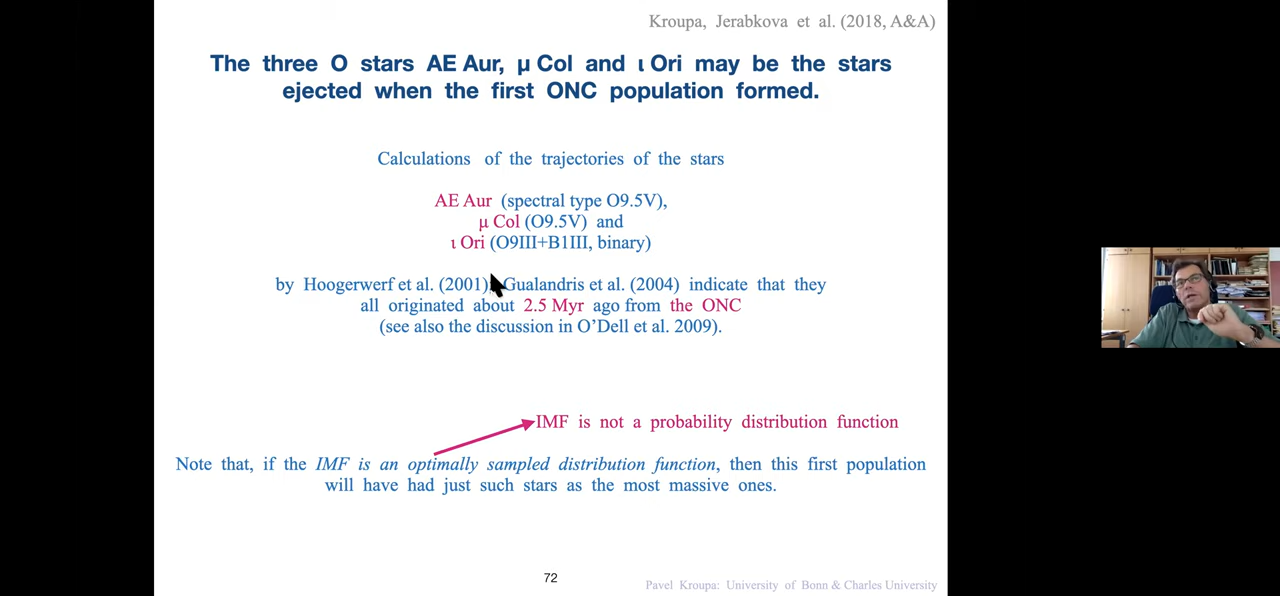 Kroupa, Jerabkova et al. (2018, A&A)
The three O stars AE Aur, μ Col and ι Ori may be the stars
ejected when the first ONC population formed.
Calculations of the trajectories of the stars
AE Aur (spectral type O9.5V),
μ Col (O9.5V) and
ι Ori (O9III+B1III, binary)
by Hoogerwerf et al. (2001), Gualandris et al. (2004) indicate that they
all originated about 2.5 Myr ago from the ONC
(see also the discussion in O'Dell et al. 2009).
IMF is not a probability distribution function
Note that, if the IMF is an optimally sampled distribution function, then this first population
will have had just such stars as the most massive ones.
72
Pavel Kroupa: University of Bonn & Charles University